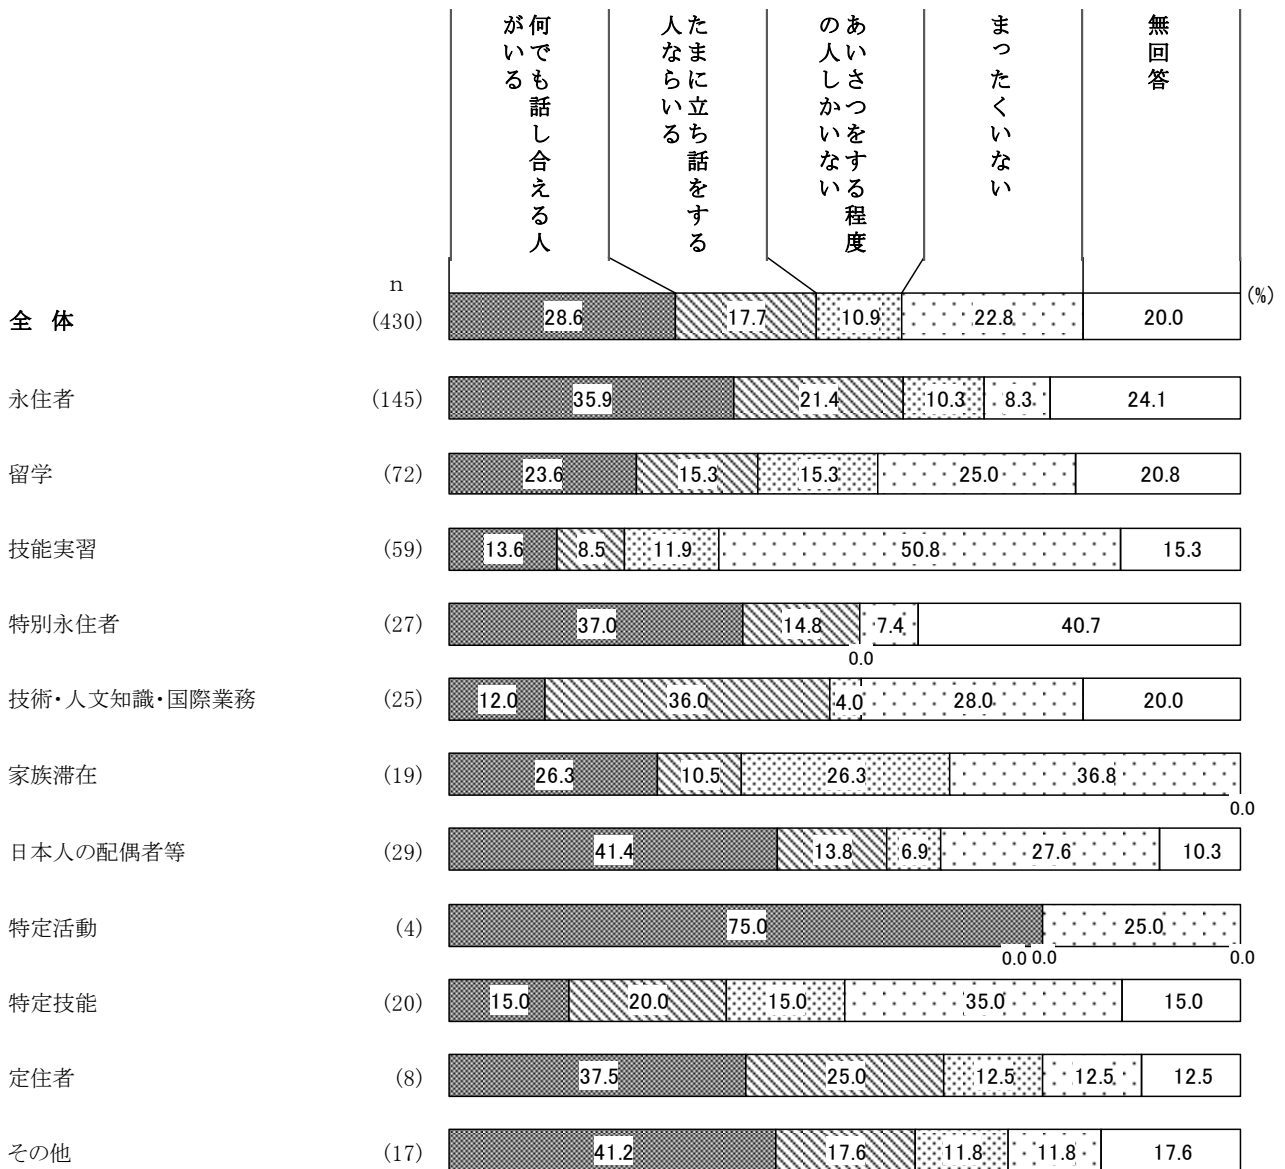 何でも話し合える人
がいる
たまに立ち話をする
人ならいる
あいさつをする程度
の人しかいない
まったくいない
無回答
n
(%)
全 体 (430) 28.6 17.7 10.9 22.8 20.0
永住者 (145) 35.9 21.4 10.3 8.3 24.1
留学 (72) 23.6 15.3 15.3 25.0 20.8
技能実習 (59) 13.6 8.5 11.9 50.8 15.3
特別永住者 (27) 37.0 14.8 7.4 40.7
0.0
技術・人文知識・国際業務 (25) 12.0 36.0 4.0 28.0 20.0
家族滞在 (19) 26.3 10.5 26.3 36.8
0.0
日本人の配偶者等 (29) 41.4 13.8 6.9 27.6 10.3
特定活動 (4) 75.0 25.0
0.0 0.0 0.0
特定技能 (20) 15.0 20.0 15.0 35.0 15.0
定住者 (8) 37.5 25.0 12.5 12.5 12.5
その他 (17) 41.2 17.6 11.8 11.8 17.6